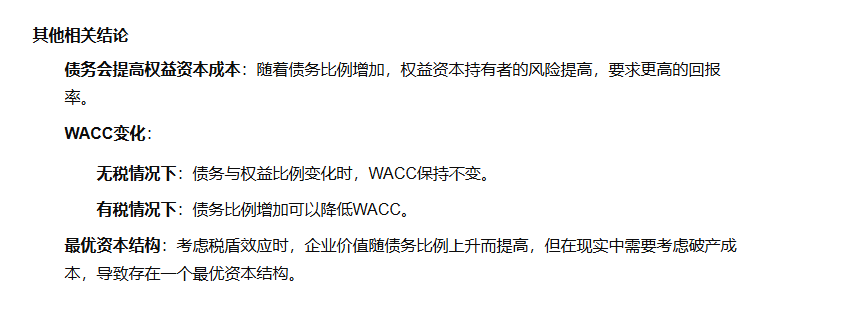 其他相关结论
债务会提高权益资本成本：随着债务比例增加，权益资本持有者的风险提高，要求更高的回报
率。
WACC变化：
无税情况下：债务与权益比例变化时，WACC保持不变。
有税情况下：债务比例增加可以降低WACC。
最优资本结构：考虑税盾效应时，企业价值随债务比例上升而提高，但在现实中需要考虑破产成
本，导致存在一个最优资本结构。